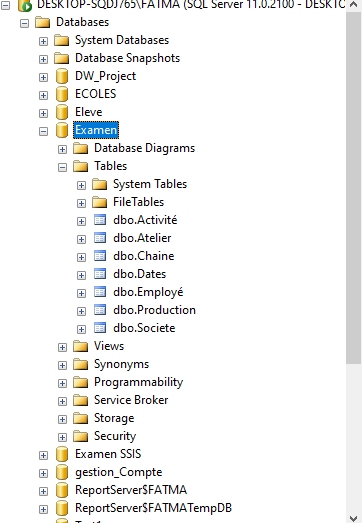 DESKTOP-SQDJ765\FATMA (SQL Server 11.0.2100 - DESKTO
Databases
System Databases
Database Snapshots
DW_Project
ECOLES
Eleve
Examen
Database Diagrams
Tables
System Tables
FileTables
dbo.Activité
dbo.Atelier
dbo.Chaine
dbo.Dates
dbo.Employé
dbo.Production
dbo.Societe
Views
Synonyms
Programmability
Service Broker
Storage
Security
Examen SSIS
gestion_Compte
ReportServer$FATMA
ReportServer$FATMATempDB